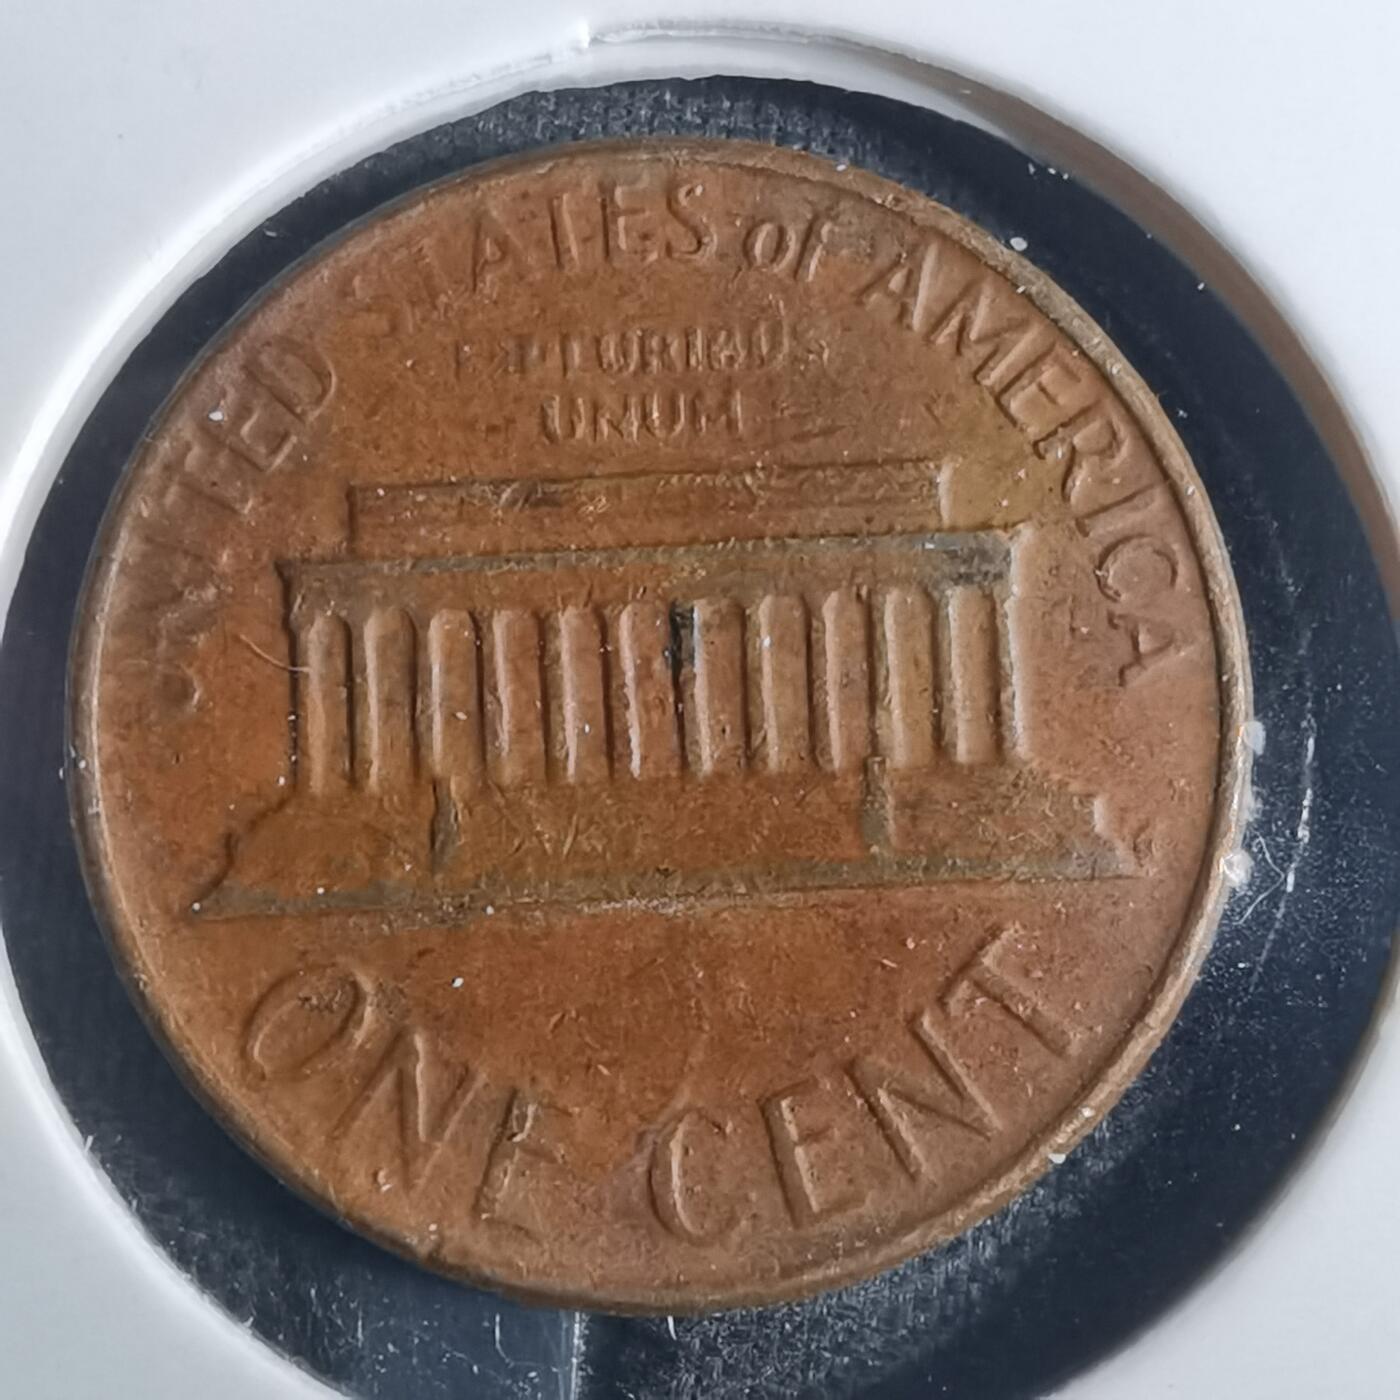 UNITED STATES of AMERICA
E PLURIBUS
UNUM
ONE CENT